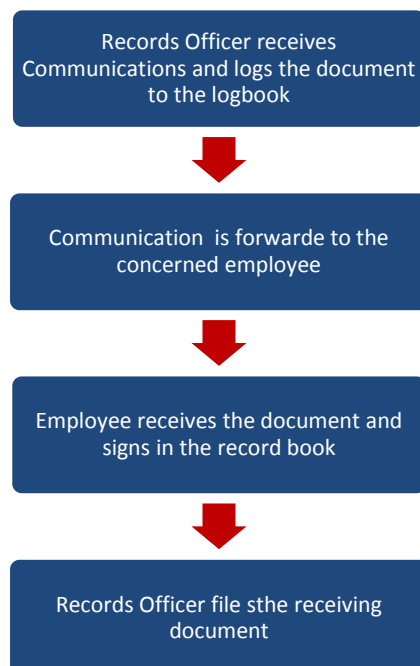 Records Officer receives
Communications and logs the document
to the logbook
Communication  is forwarde to the
concerned employee
Employee receives the document and
signs in the record book
Records Officer file sthe receiving
document